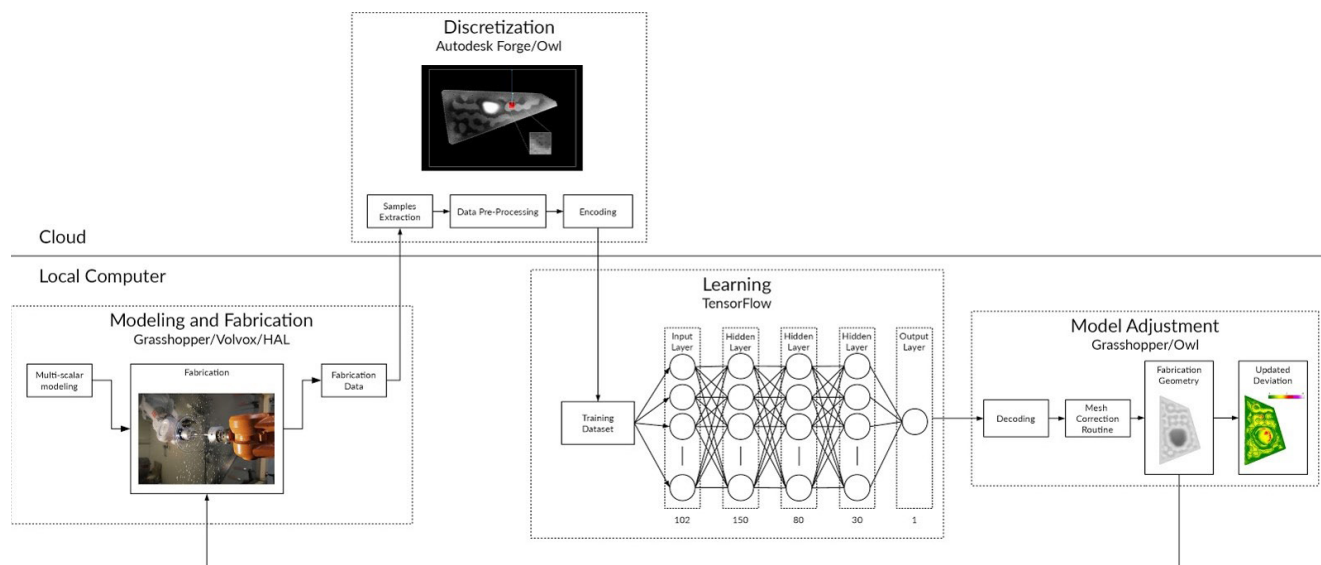 Discretization
Autodesk Forge/Owl
Samples
Extraction
Data Pre-Processing
Encoding
Cloud
Local Computer
Modeling and Fabrication
Grasshopper/Volvox/HAL
Multi-scalar
modeling
Fabrication
Fabrication
Data
Learning
TensorFlow
Training
Dataset
Input
Layer
Hidden
Layer
Hidden
Layer
Hidden
Layer
Output
Layer
102
150
80
30
1
Model Adjustment
Grasshopper/Owl
Decoding
Mesh
Correction
Routine
Fabrication
Geometry
Updated
Deviation